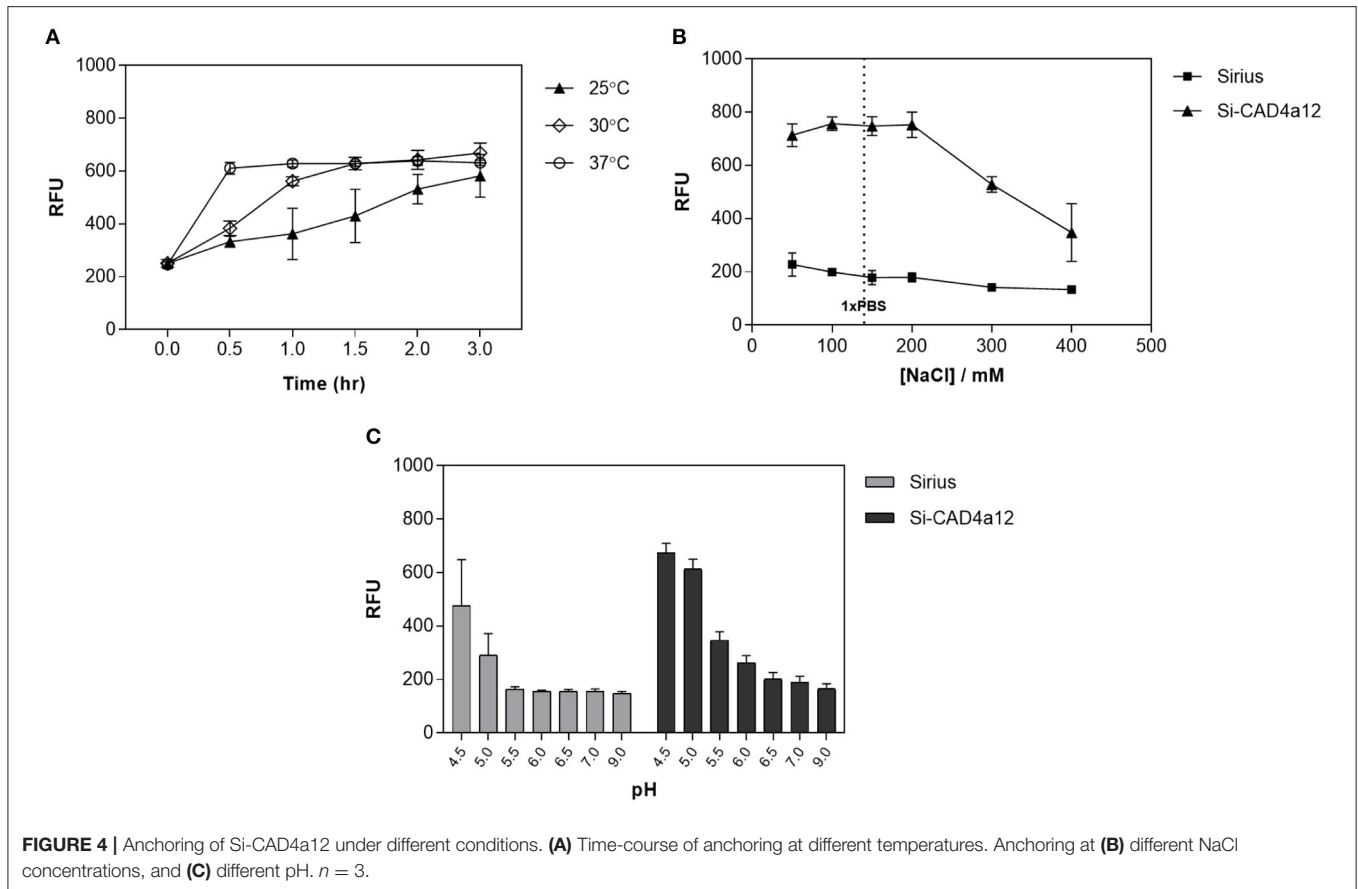 A
1000
800
600
400
200
0
RFU
0.0 0.5 1.0 1.5 2.0 3.0
Time (hr)
25°C
30°C
37°C
B
1000
800
600
400
200
0
RFU
1xPBS
0 100 200 300 400 500
[NaCl] / mM
Sirius
Si-CAD4a12
C
1000
800
600
400
200
0
RFU
4.5 5.0 5.5 6.0 6.5 7.0 9.0 4.5 5.0 5.5 6.0 6.5 7.0 9.0
pH
Sirius
Si-CAD4a12
FIGURE 4 | Anchoring of Si-CAD4a12 under different conditions. (A) Time-course of anchoring at different temperatures. Anchoring at (B) different NaCl
concentrations, and (C) different pH. n = 3.